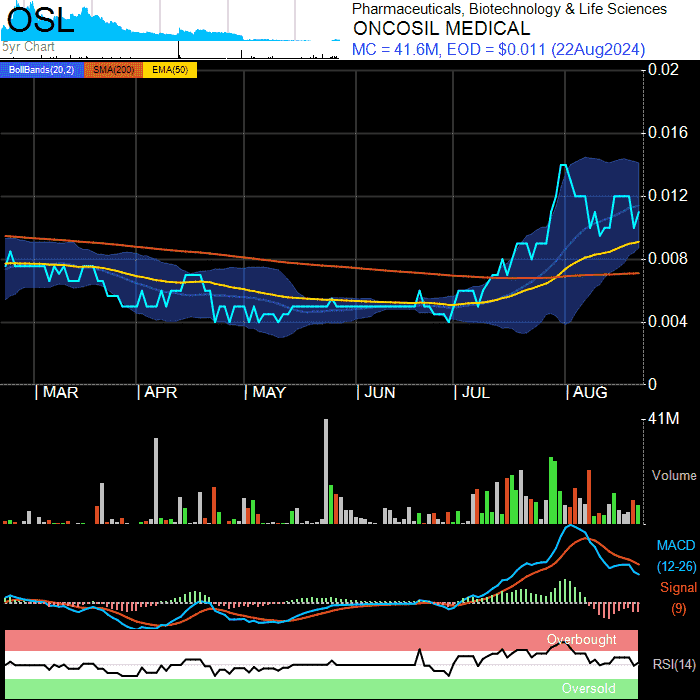 OSL
5yr Chart
Pharmaceuticals, Biotechnology & Life Sciences
ONCOSIL MEDICAL
MC = 41.6M, EOD = $0.011 (22Aug2024)
BollBands(20,2) SMA(200) EMA(50)
0.02
0.016
0.012
0.008
0.004
0
MAR APR MAY JUN JUL AUG
41M
Volume
MACD
(12-26)
Signal
(9)
Overbought
RSI(14)
Oversold